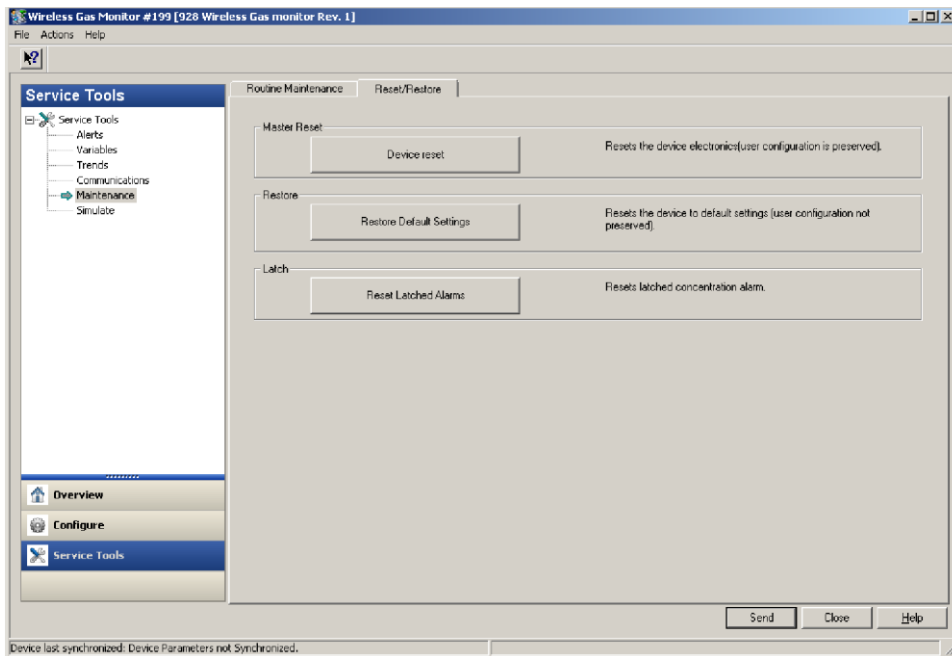 Wireless Gas Monitor #199 [928 Wireless Gas monitor Rev. 1]
File Actions Help
Service Tools
Service Tools
Alerts
Variables
Trends
Communications
Maintenance
Simulate
Overview
Configure
Service Tools
Routine Maintenance Reset/Restore
Master Reset
Device reset
Resets the device electronics(user configuration is preserved).
Restore
Restore Default Settings
Resets the device to default settings (user configuration not
preserved).
Latch
Reset Latched Alarms
Resets latched concentration alarm.
Send Close Help
Device last synchronized: Device Parameters not Synchronized.